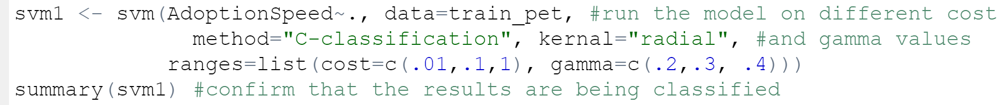 svm1 <- svm(AdoptionSpeed~., data=train_pet, #run the model on different cost
method="C-classification", kernal="radial", #and gamma values
ranges=list(cost=c(.01,.1,1), gamma=c(.2,.3, .4)))
summary(svm1) #confirm that the results are being classified